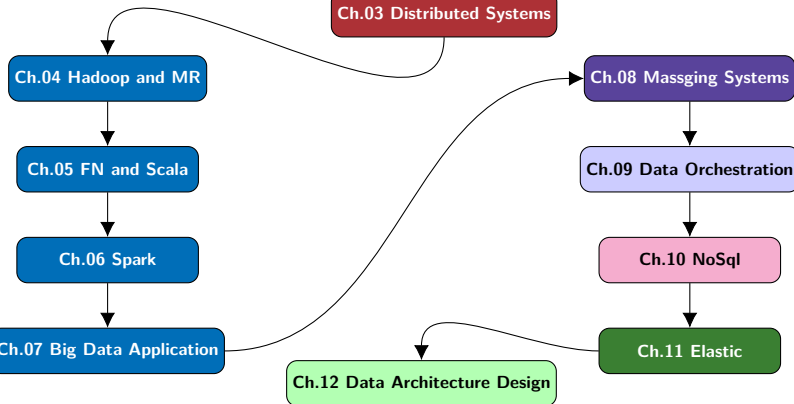 Ch.03 Distributed Systems
Ch.04 Hadoop and MR
Ch.05 FN and Scala
Ch.06 Spark
Ch.07 Big Data Application
Ch.08 Massging Systems
Ch.09 Data Orchestration
Ch.10 NoSql
Ch.11 Elastic
Ch.12 Data Architecture Design